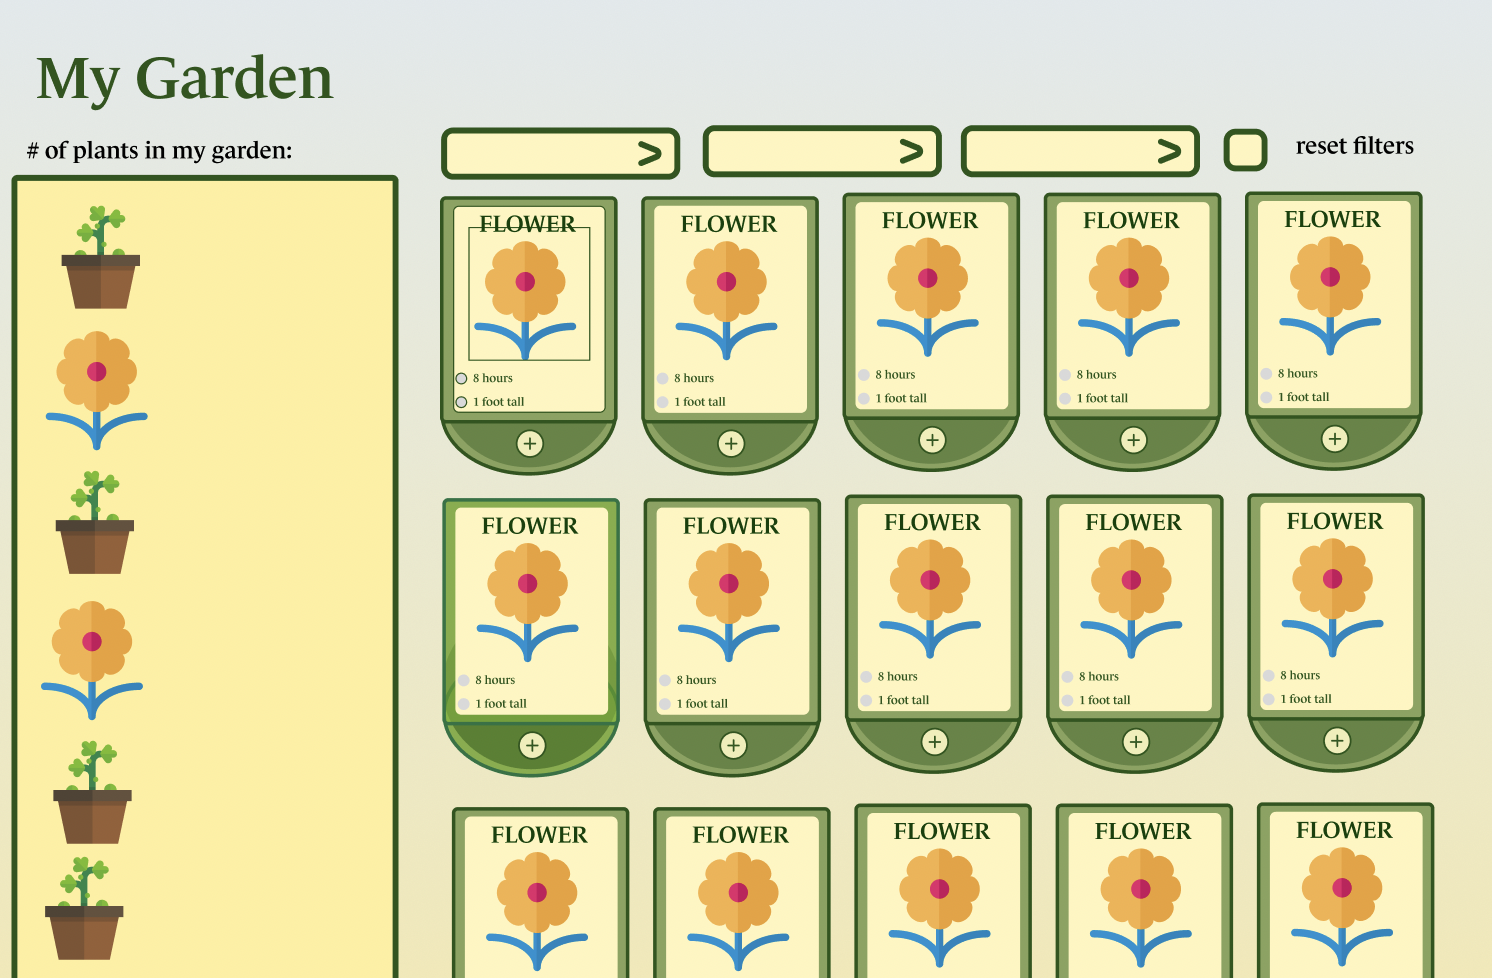 My Garden
# of plants in my garden:
> > >
reset filters
FLOWER FLOWER FLOWER FLOWER FLOWER
8 hours 8 hours 8 hours 8 hours 8 hours
1 foot tall 1 foot tall 1 foot tall 1 foot tall 1 foot tall
+ + + + +
FLOWER FLOWER FLOWER FLOWER FLOWER
8 hours 8 hours 8 hours 8 hours 8 hours
1 foot tall 1 foot tall 1 foot tall 1 foot tall 1 foot tall
+ + + + +
FLOWER FLOWER FLOWER FLOWER FLOWER